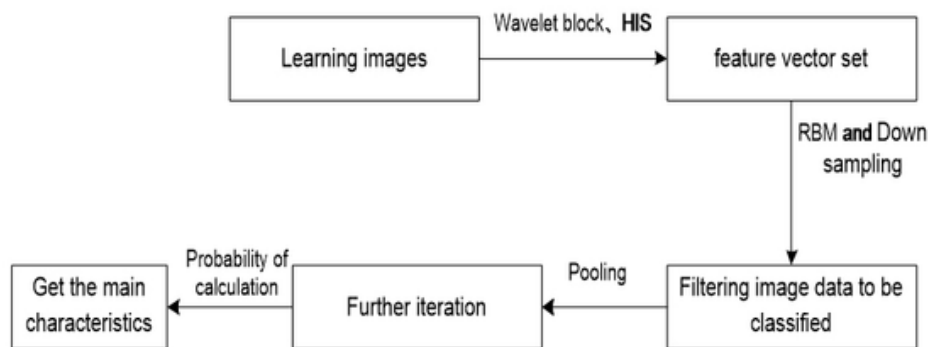 Learning images
Wavelet block、HIS
feature vector set
RBM and Down
sampling
Filtering image data to be
classified
Pooling
Further iteration
Probability of
calculation
Get the main
characteristics